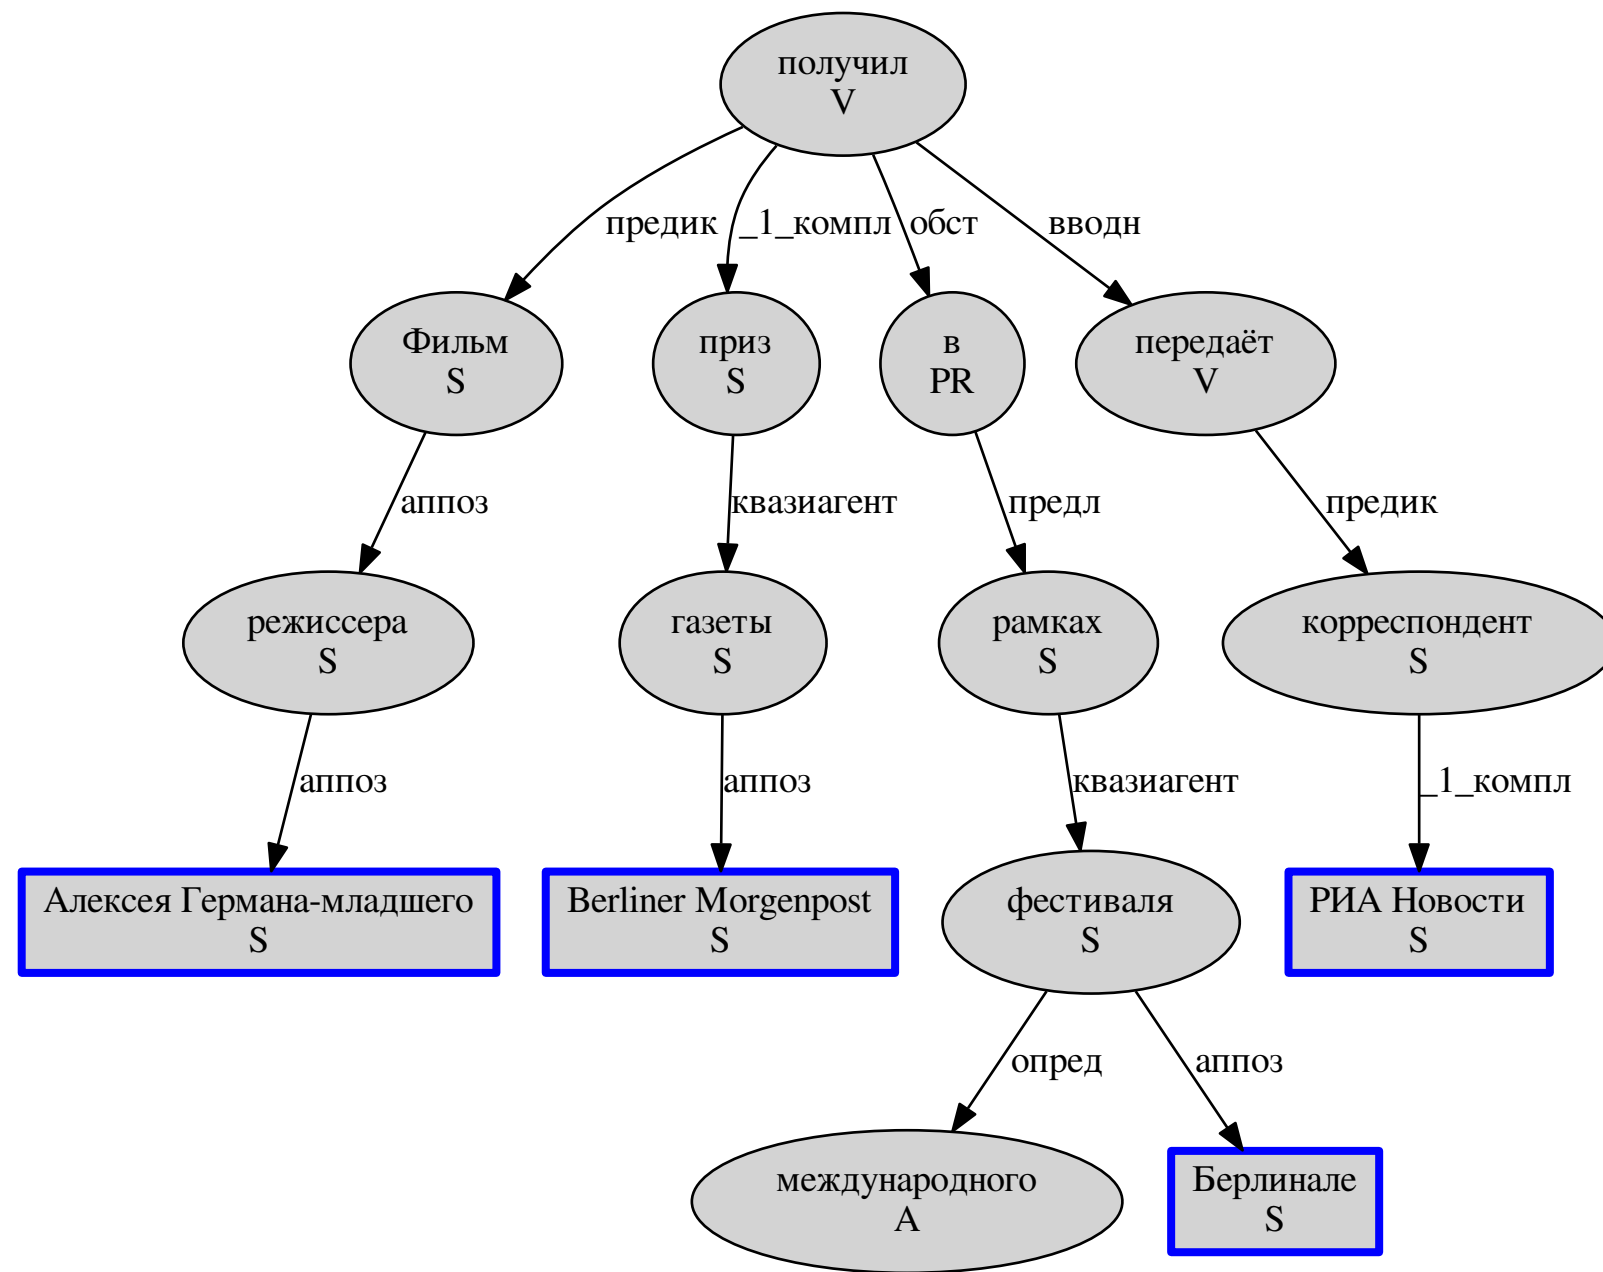 получил
V
предик
_1_компл
обст
вводн
Фильм
S
приз
S
в
PR
передаёт
V
аппоз
квазиагент
предл
предик
режиссера
S
газеты
S
рамках
S
корреспондент
S
аппоз
аппоз
квазиагент
_1_компл
Алексея Германа-младшего
S
Berliner Morgenpost
S
фестиваля
S
РИА Новости
S
опред
аппоз
международного
A
Берлинале
S